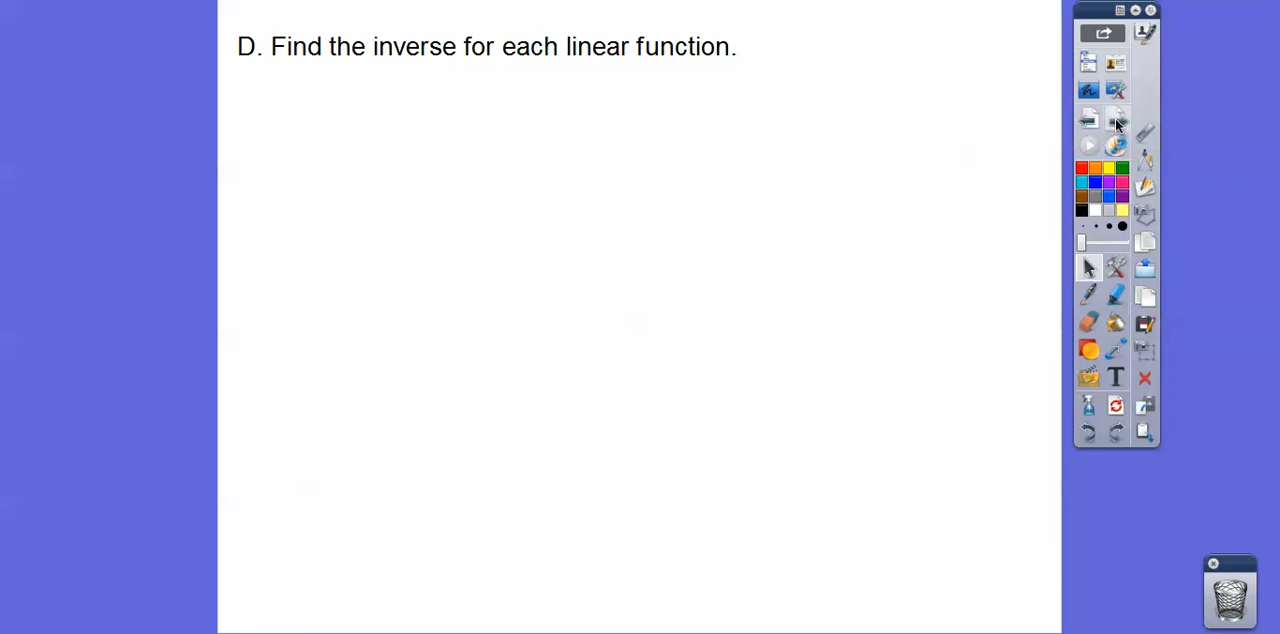 D. Find the inverse for each linear function.